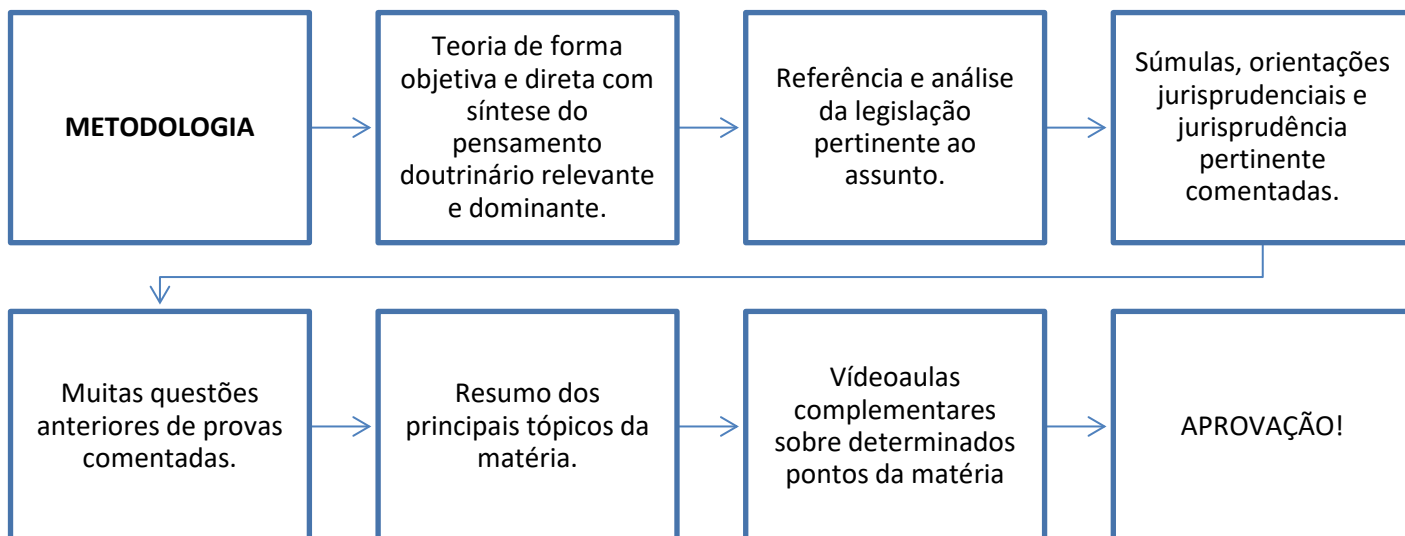 METODOLOGIA
Teoria de forma
objetiva e direta com
síntese do
pensamento
doutrinário relevante
e dominante.
Referência e análise
da legislação
pertinente ao
assunto.
Súmulas, orientações
jurisprudenciais e
jurisprudência
pertinente
comentadas.
Muitas questões
anteriores de provas
comentadas.
Resumo dos
principais tópicos da
matéria.
Vídeoaulas
complementares
sobre determinados
pontos da matéria
APROVAÇÃO!